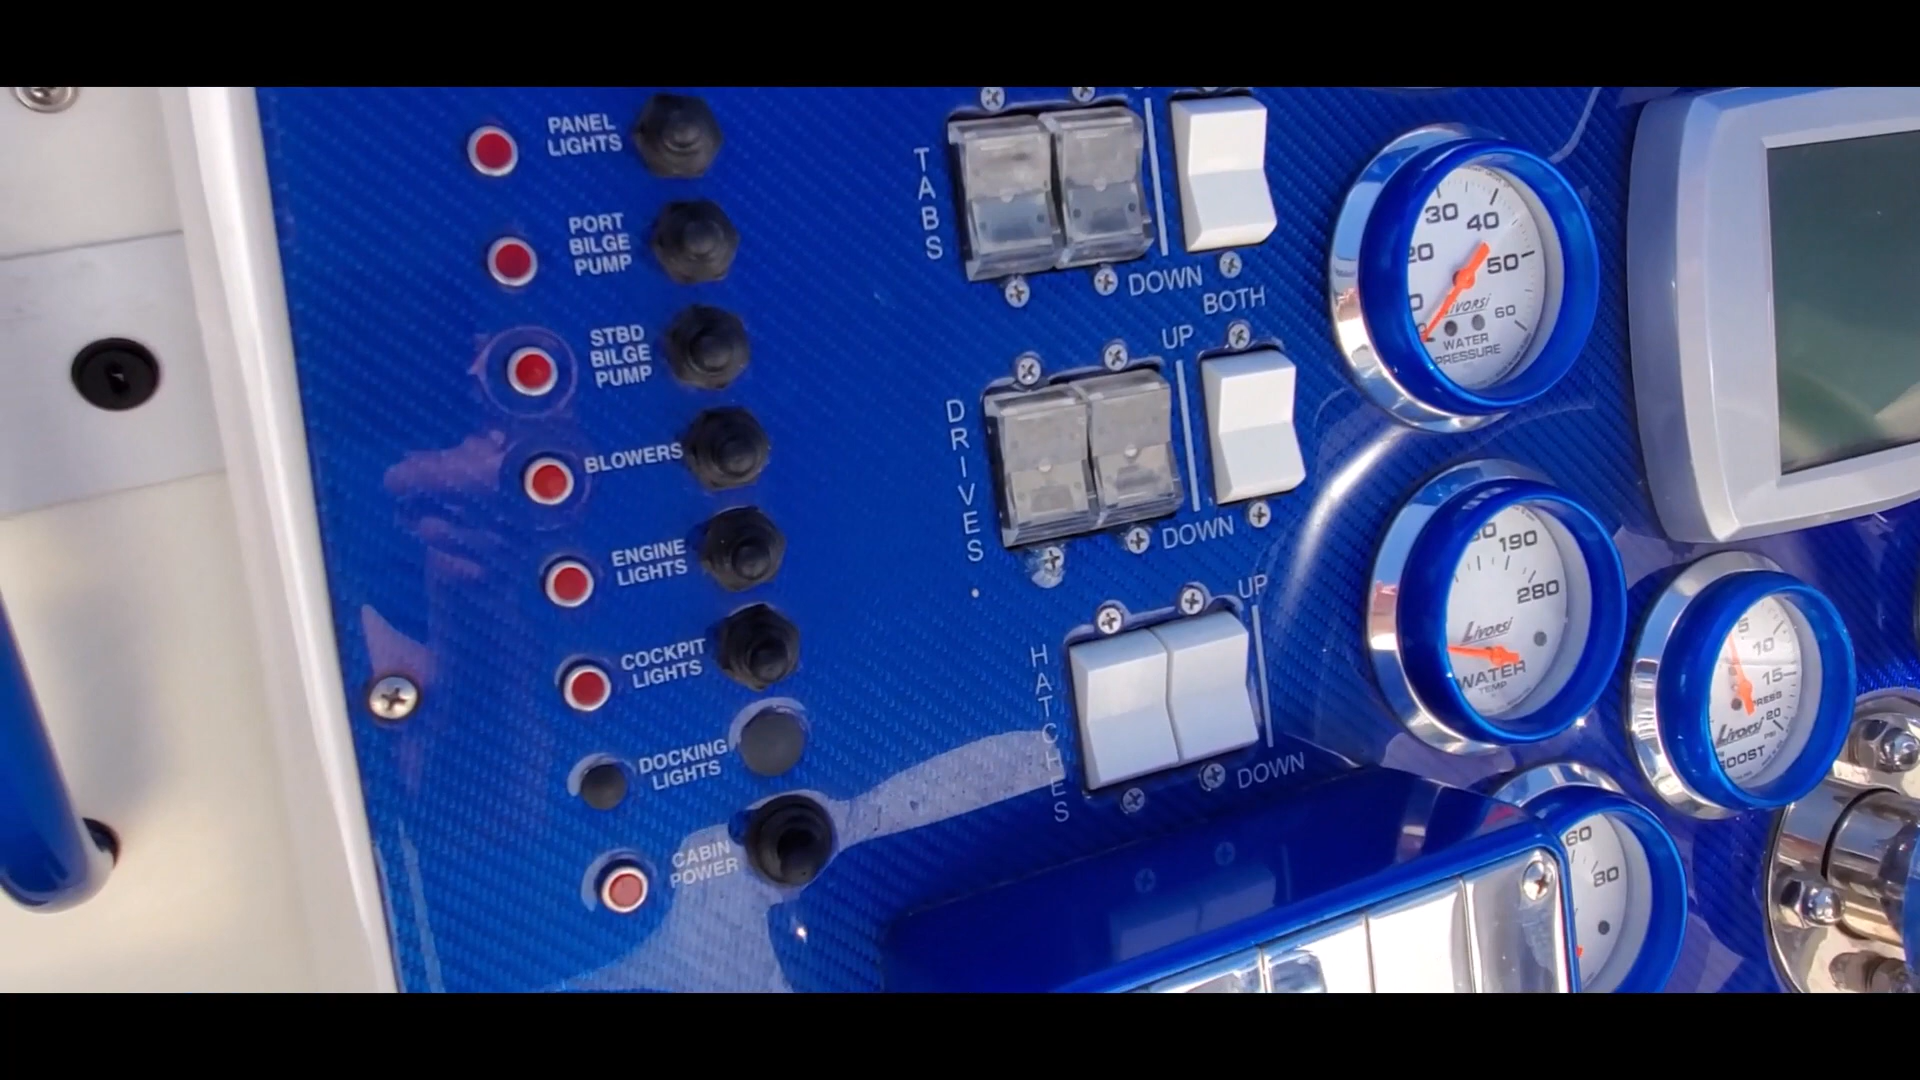 PANEL
LIGHTS
PORT
BILGE
PUMP
STBD
BILGE
PUMP
BLOWERS
ENGINE
LIGHTS
COCKPIT
LIGHTS
DOCKING
LIGHTS
CABIN
POWER
TABS
DOWN
BOTH
UP
DRIVES
DOWN
UP
HATCHES
DOWN
30
40
20
50
60
LIVORSI
WATER
PRESSURE
190
280
LIVORSI
WATER
TEMP
5
10
15
PRESS
20
PSI
LIVORSI
BOOST
60
80